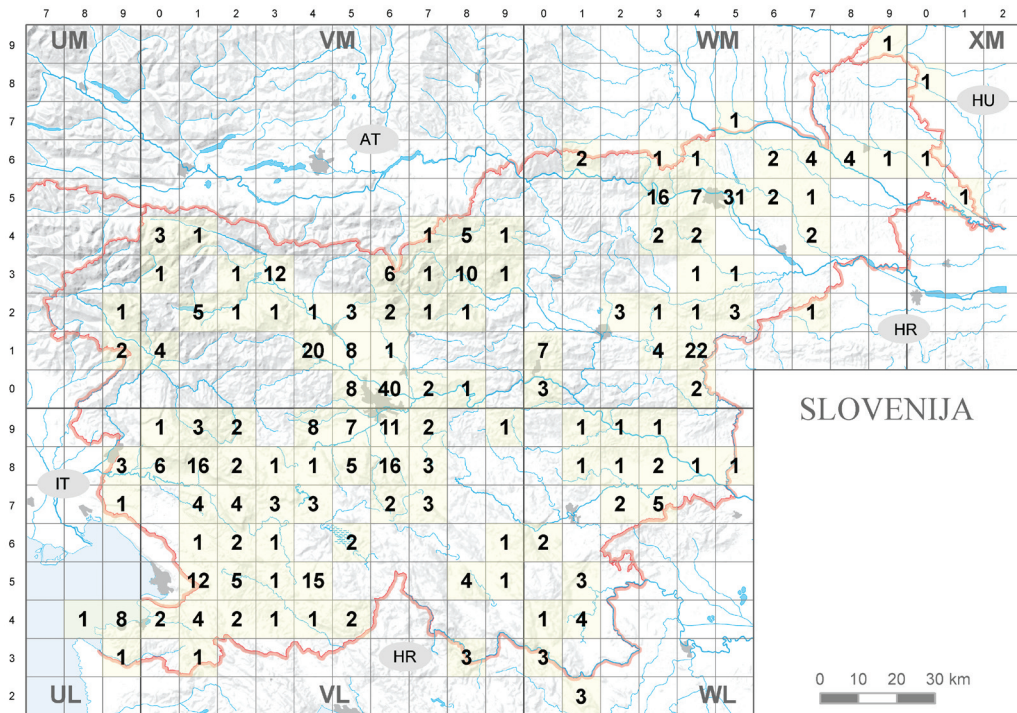 7 8 9 0 1 2 3 4 5 6 7 8 9 0 1 2 3 4 5 6 7 8 9 0 1 2
9 UM VM WM 1 XM
8 1 HU
7 AT 1
6 2 1 1 2 4 4 1 1
5 16 7 31 2 1 1
4 3 1 1 5 1 2 2 2
3 1 1 12 6 1 10 1 1 1
2 1 5 1 1 1 3 2 1 1 3 1 1 3 1 HR
1 2 4 20 8 1 7 4 22
0 8 40 2 1 3 2
SLOVENIJA
9 1 3 2 8 7 11 2 1 1 1 1
8 3 6 16 2 1 1 5 16 3 1 1 2 1 1
IT
7 1 4 4 3 3 2 3 2 5
6 1 2 1 2 1 2
5 12 5 1 15 4 1 3
4 1 8 2 4 2 1 1 2 1 4
3 1 1 HR 3 3
2 UL VL 3 WL
0 10 20 30 km